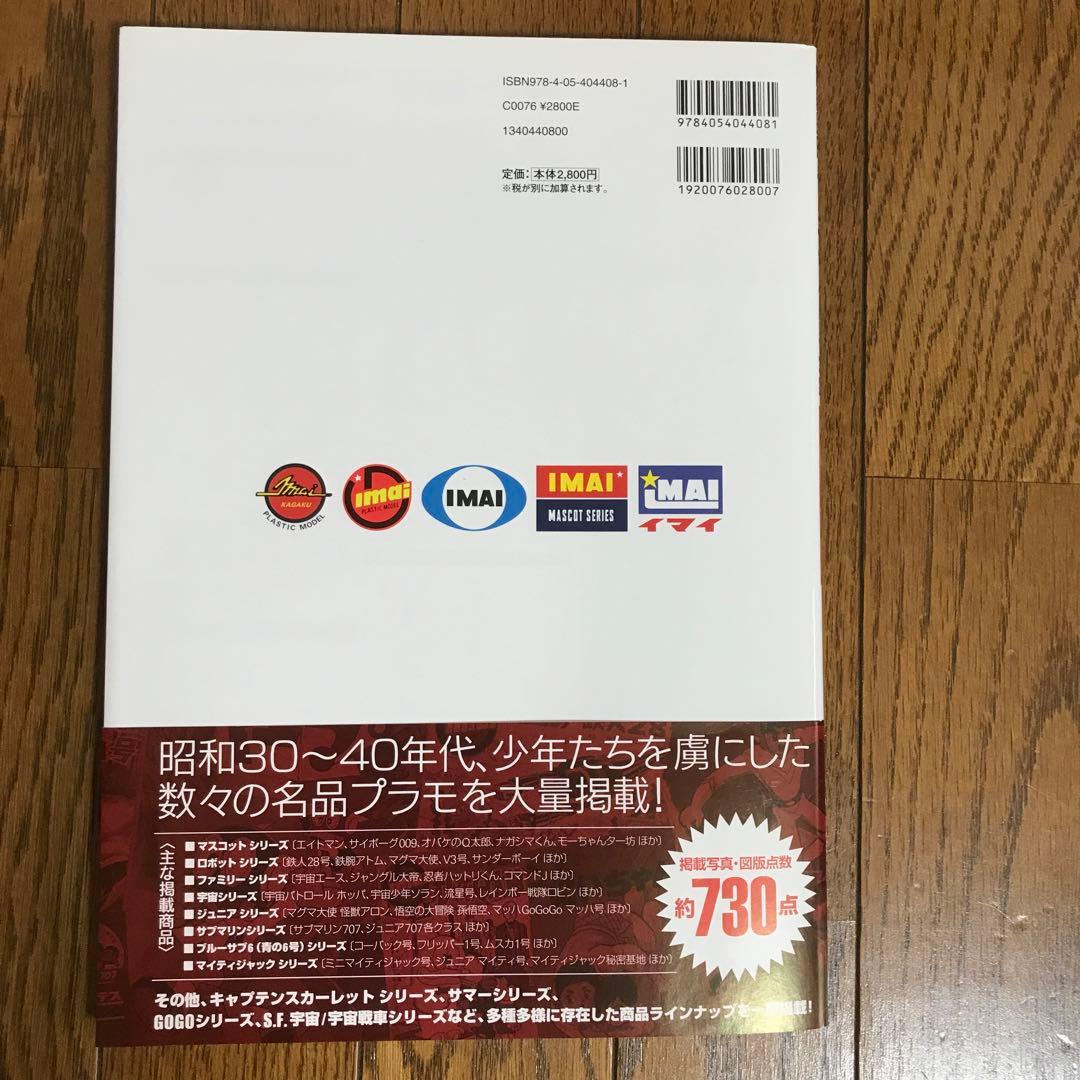 ISBN978-4-05-404408-1
C0076 ¥2800E
1340440800
定価：本体2,800円
※税が別に加算されます。
9784054044081
1920076028007
imai
KAGAKU
PLASTIC MODEL
imai
PLASTIC MODEL
IMAI
IMAI
MASCOT SERIES
iMAI
イマイ
昭和30〜40年代、少年たちを虜にした
数々の名品プラモを大量掲載！
〈主な掲載商品〉
■マスコット シリーズ［エイトマン、サイボーグ009、オバケのQ太郎、ナガシマくん、モーちゃんター坊 ほか］
■ロボット シリーズ［鉄人28号、鉄腕アトム、マグマ大使、V3号、サンダーボーイ ほか］
■ファミリー シリーズ［宇宙エース、ジャングル大帝、忍者ハットリくん、コマンドJ ほか］
■宇宙シリーズ［宇宙パトロール ホッパ、宇宙少年ソラン、流星号、レインボー戦隊ロビン ほか］
■ジュニア シリーズ［マグマ大使 怪獣アロン、悟空の大冒険 孫悟空、マッハGoGoGo マッハ号 ほか］
■サブマリンシリーズ［サブマリン707、ジュニア707各クラス ほか］
■ブルーサブ6（青の6号）シリーズ［コーバック号、フリッパー1号、ムスカ1号 ほか］
■マイティジャック シリーズ［ミニマイティジャック号、ジュニア マイティ号、マイティジャック秘密基地 ほか］
掲載写真・図版点数
約730点
その他、キャプテンスカーレット シリーズ、サマーシリーズ、
GOGOシリーズ、S.F.宇宙/宇宙戦車シリーズなど、多種多様に存在した商品ラインナップを一挙掲載！